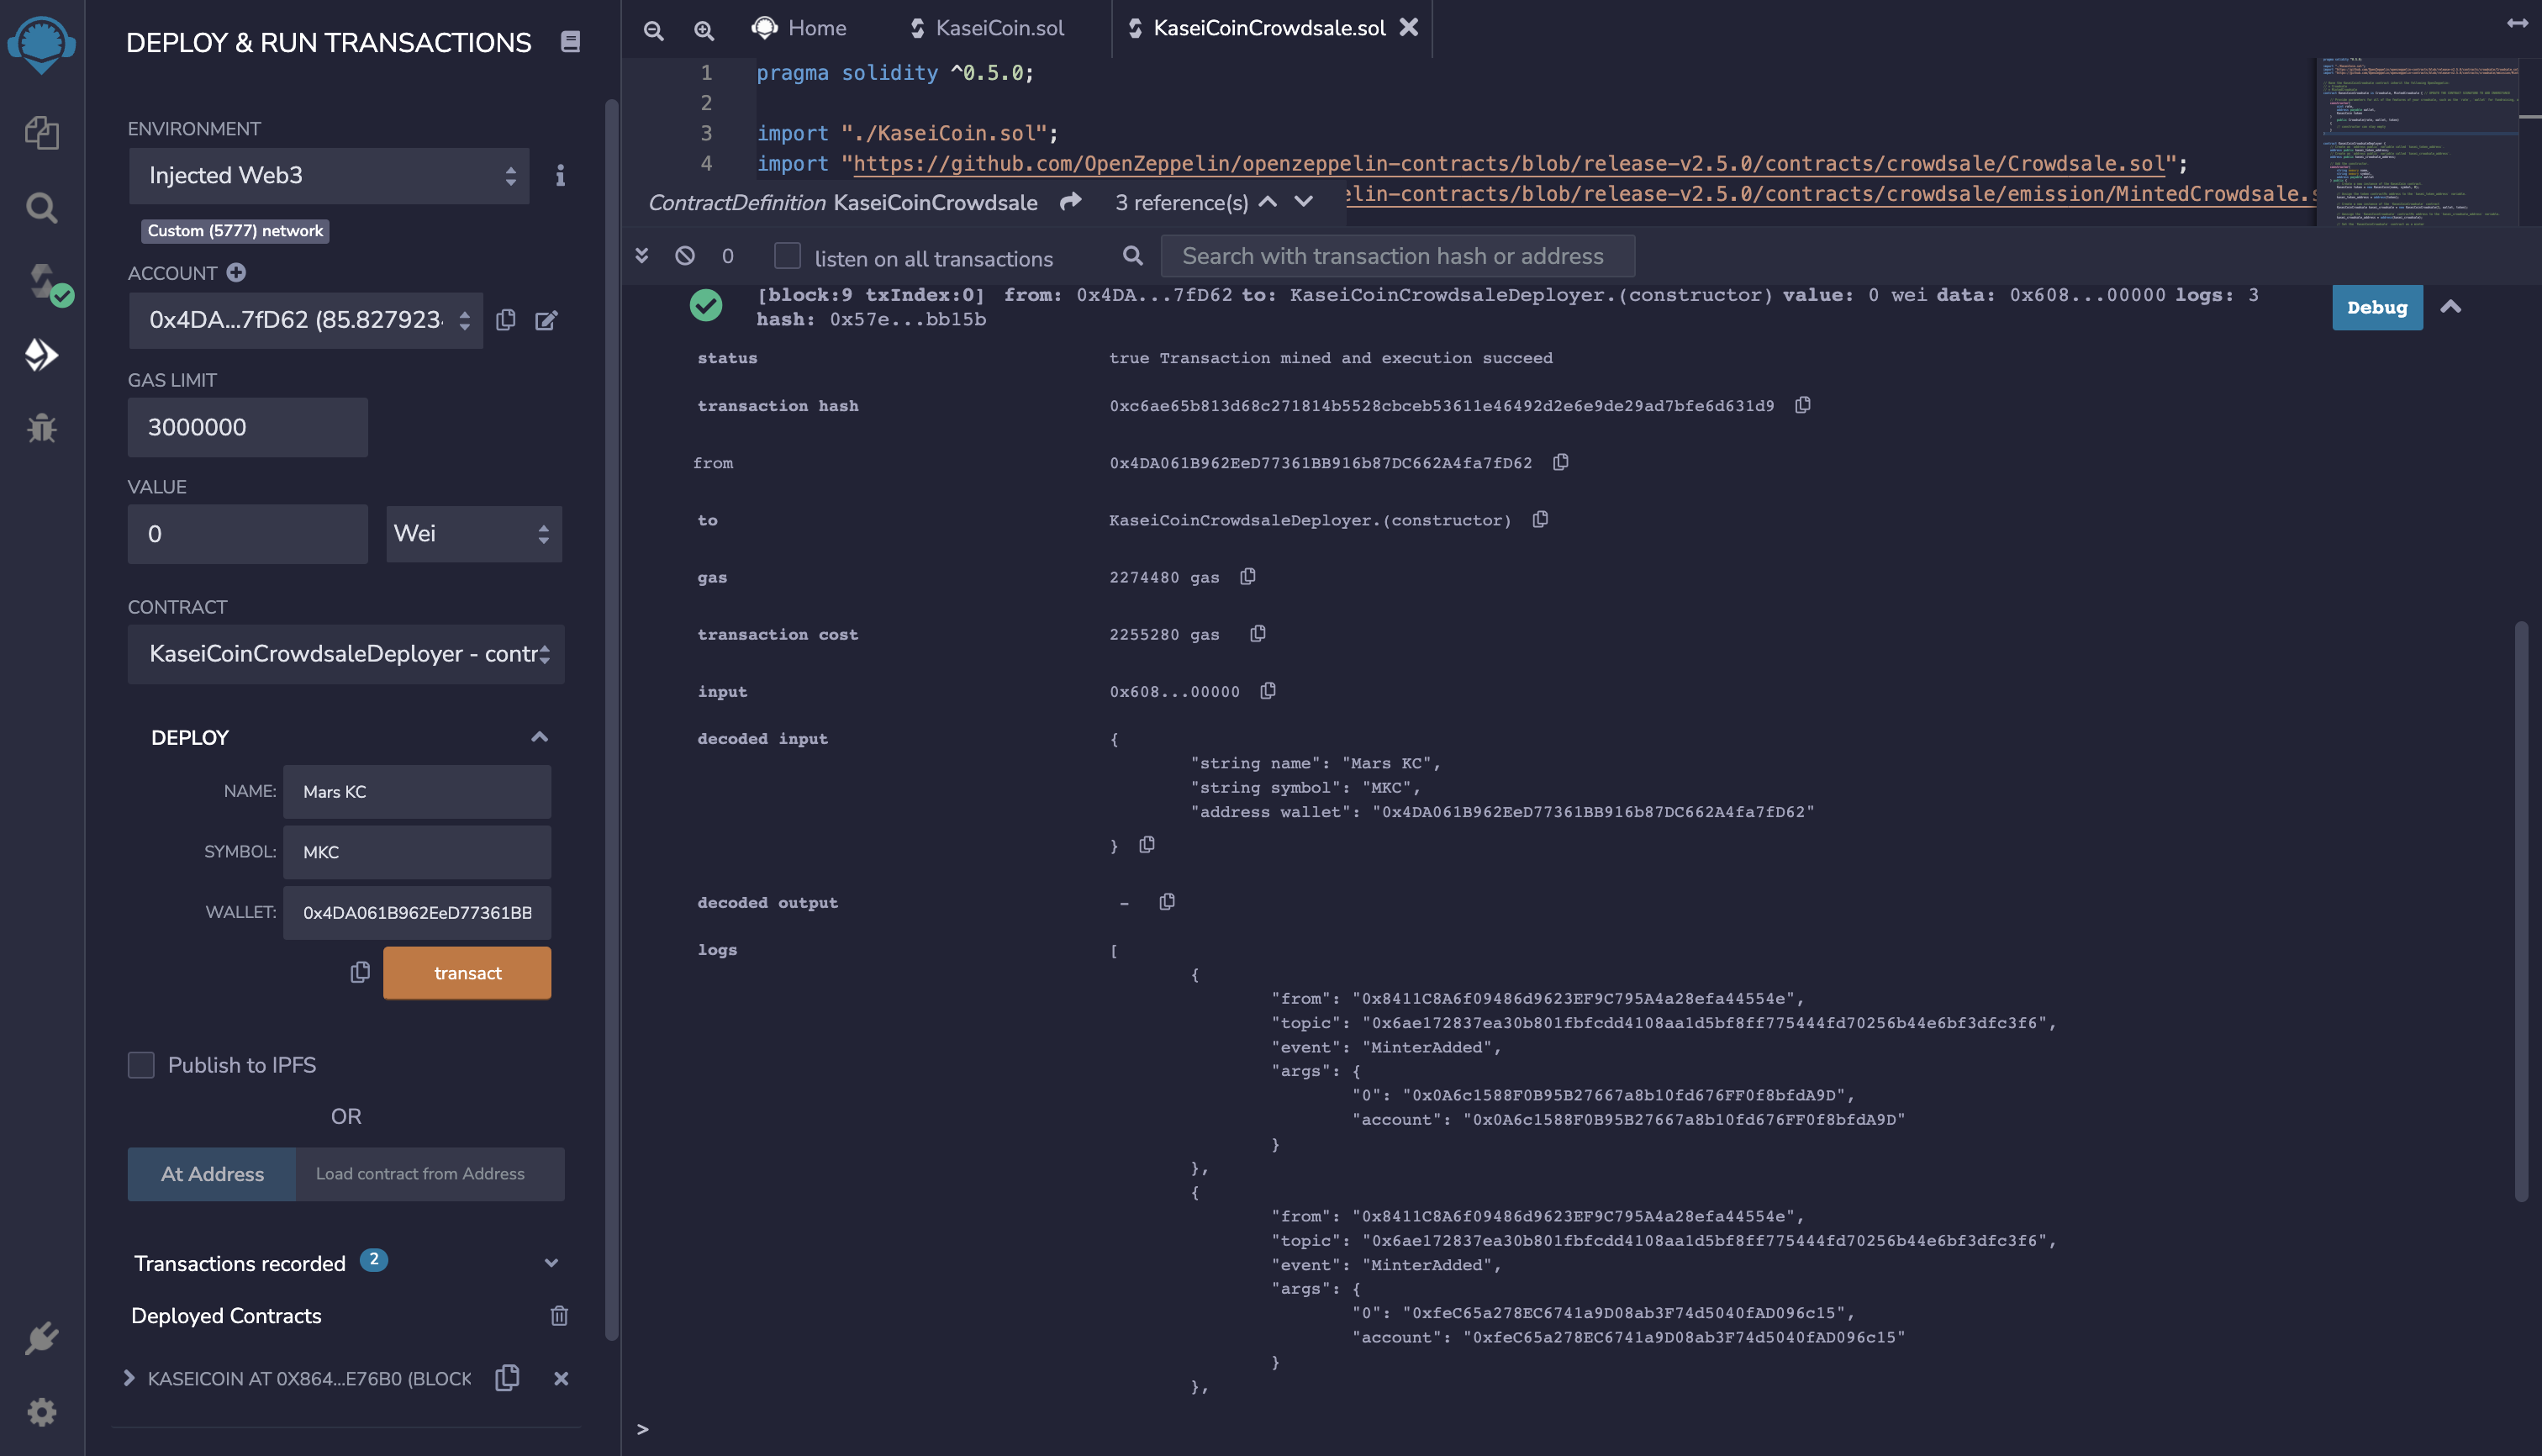 DEPLOY & RUN TRANSACTIONS
ENVIRONMENT
Injected Web3
Custom (5777) network
ACCOUNT
0x4DA...7fD62 (85.827923
GAS LIMIT
3000000
VALUE
0
Wei
CONTRACT
KaseiCoinCrowdsaleDeployer - contr
DEPLOY
NAME: Mars KC
SYMBOL: MKC
WALLET: 0x4DA061B962EeD77361BB
transact
Publish to IPFS
OR
At Address Load contract from Address
Transactions recorded 2
Deployed Contracts
KASEICOIN AT 0X864...E76B0 (BLOCK
Home KaseiCoin.sol KaseiCoinCrowdsale.sol
1 pragma solidity ^0.5.0;
2
3 import "./KaseiCoin.sol";
4 import "https://github.com/OpenZeppelin/openzeppelin-contracts/blob/release-v2.5.0/contracts/crowdsale/Crowdsale.sol";
ContractDefinition KaseiCoinCrowdsale 3 reference(s) elin-contracts/blob/release-v2.5.0/contracts/crowdsale/emission/MintedCrowdsale.s
0 listen on all transactions Search with transaction hash or address
[block:9 txIndex:0] from: 0x4DA...7fD62 to: KaseiCoinCrowdsaleDeployer.(constructor) value: 0 wei data: 0x608...00000 logs: 3
hash: 0x57e...bb15b
Debug
status true Transaction mined and execution succeed
transaction hash 0xc6ae65b813d68c271814b5528cbceb53611e46492d2e6e9de29ad7bfe6d631d9
from 0x4DA061B962EeD77361BB916b87DC662A4fa7fD62
to KaseiCoinCrowdsaleDeployer.(constructor)
gas 2274480 gas
transaction cost 2255280 gas
input 0x608...00000
decoded input {
"string name": "Mars KC",
"string symbol": "MKC",
"address wallet": "0x4DA061B962EeD77361BB916b87DC662A4fa7fD62"
}
decoded output -
logs [
{
"from": "0x8411C8A6f09486d9623EF9C795A4a28efa44554e",
"topic": "0x6ae172837ea30b801fbfcdd4108aa1d5bf8ff775444fd70256b44e6bf3dfc3f6",
"event": "MinterAdded",
"args": {
"0": "0x0A6c1588F0B95B27667a8b10fd676FF0f8bfdA9D",
"account": "0x0A6c1588F0B95B27667a8b10fd676FF0f8bfdA9D"
}
},
{
"from": "0x8411C8A6f09486d9623EF9C795A4a28efa44554e",
"topic": "0x6ae172837ea30b801fbfcdd4108aa1d5bf8ff775444fd70256b44e6bf3dfc3f6",
"event": "MinterAdded",
"args": {
"0": "0xfeC65a278EC6741a9D08ab3F74d5040fAD096c15",
"account": "0xfeC65a278EC6741a9D08ab3F74d5040fAD096c15"
}
},
>